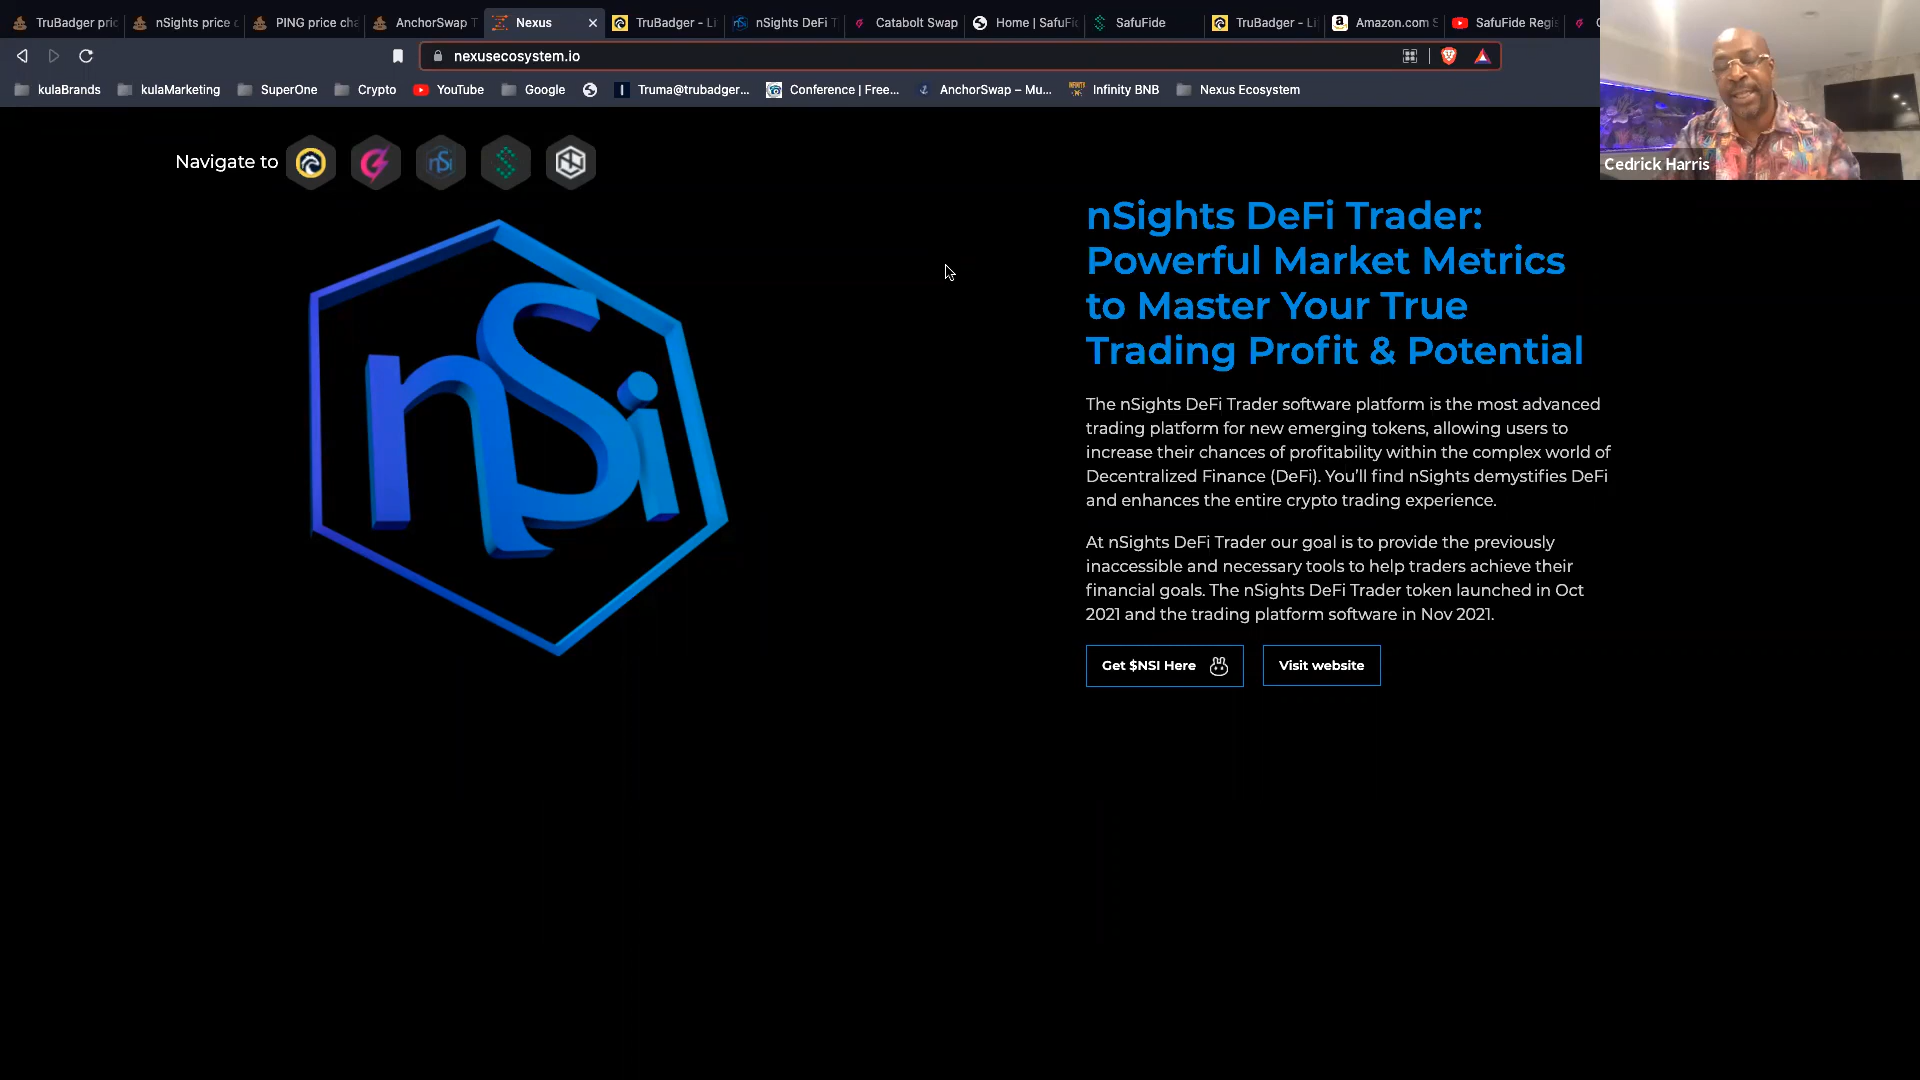 TruBadger pric
nSights price c
PING price cha
AnchorSwap T
Nexus
TruBadger - Li
nSights DeFi T
Catabolt Swap
Home | SafuFi
SafuFide
TruBadger - Li
Amazon.com S
SafuFide Regi
nexusecosystem.io
kulaBrands
kulaMarketing
SuperOne
Crypto
YouTube
Google
Truma@trubadger...
Conference | Free...
AnchorSwap – Mu...
Infinity BNB
Nexus Ecosystem
Cedrick Harris
Navigate to
nSi
nSights DeFi Trader:
Powerful Market Metrics
to Master Your True
Trading Profit & Potential
The nSights DeFi Trader software platform is the most advanced
trading platform for new emerging tokens, allowing users to
increase their chances of profitability within the complex world of
Decentralized Finance (DeFi). You'll find nSights demystifies DeFi
and enhances the entire crypto trading experience.
At nSights DeFi Trader our goal is to provide the previously
inaccessible and necessary tools to help traders achieve their
financial goals. The nSights DeFi Trader token launched in Oct
2021 and the trading platform software in Nov 2021.
Get $NSI Here
Visit website